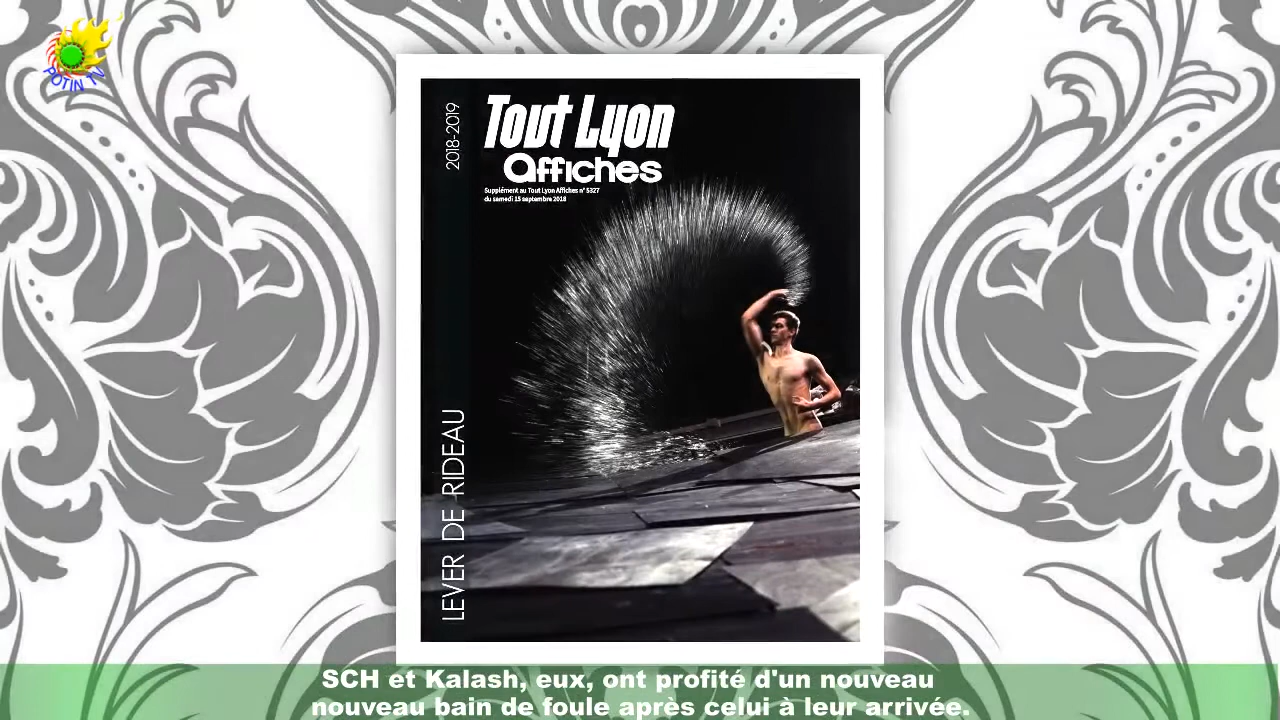 POTIN TV
2018-2019
Tout Lyon
Affiches
Supplément au Tout Lyon Affiches n° 5327
du samedi 15 septembre 2018
LEVER DE RIDEAU
SCH et Kalash, eux, ont profité d'un nouveau
nouveau bain de foule après celui à leur arrivée.